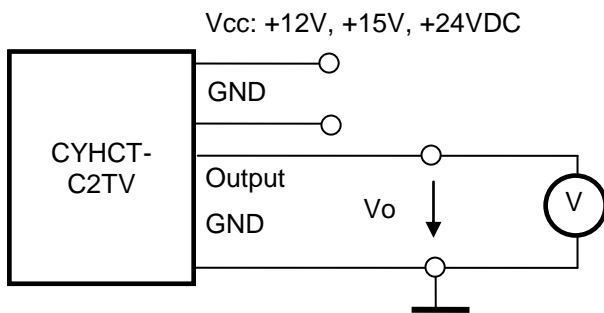 Vcc: +12V, +15V, +24VDC
GND
CYHCT-
C2TV
Output
GND
Vo
V